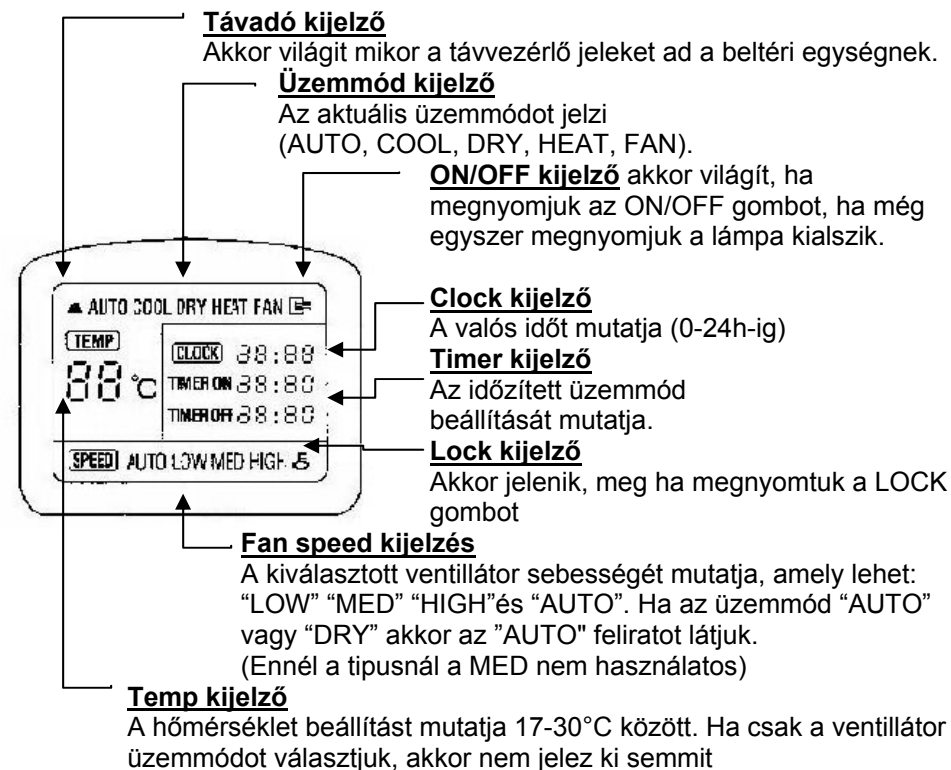 Távadó kijelző
Akkor világit mikor a távvezérlő jeleket ad a beltéri egységnek.
Üzemmód kijelző
Az aktuális üzemmódot jelzi
(AUTO, COOL, DRY, HEAT, FAN).
ON/OFF kijelző akkor világít, ha
megnyomjuk az ON/OFF gombot, ha még
egyszer megnyomjuk a lámpa kialszik.
AUTO COOL DRY HEAT FAN
TEMP
88 °C
CLOCK 88:88
TIMER ON 88:80
TIMER OFF 88:80
SPEED AUTO LOW MED HIGH
Clock kijelző
A valós időt mutatja (0-24h-ig)
Timer kijelző
Az időzített üzemmód
beállítását mutatja.
Lock kijelző
Akkor jelenik, meg ha megnyomtuk a LOCK
gombot
Fan speed kijelzés
A kiválasztott ventillátor sebességét mutatja, amely lehet:
“LOW” “MED” “HIGH”és “AUTO”. Ha az üzemmód “AUTO”
vagy “DRY” akkor az ”AUTO" feliratot látjuk.
(Ennél a tipusnál a MED nem használatos)
Temp kijelző
A hőmérséklet beállítást mutatja 17-30°C között. Ha csak a ventillátor
üzemmódot választjuk, akkor nem jelez ki semmit